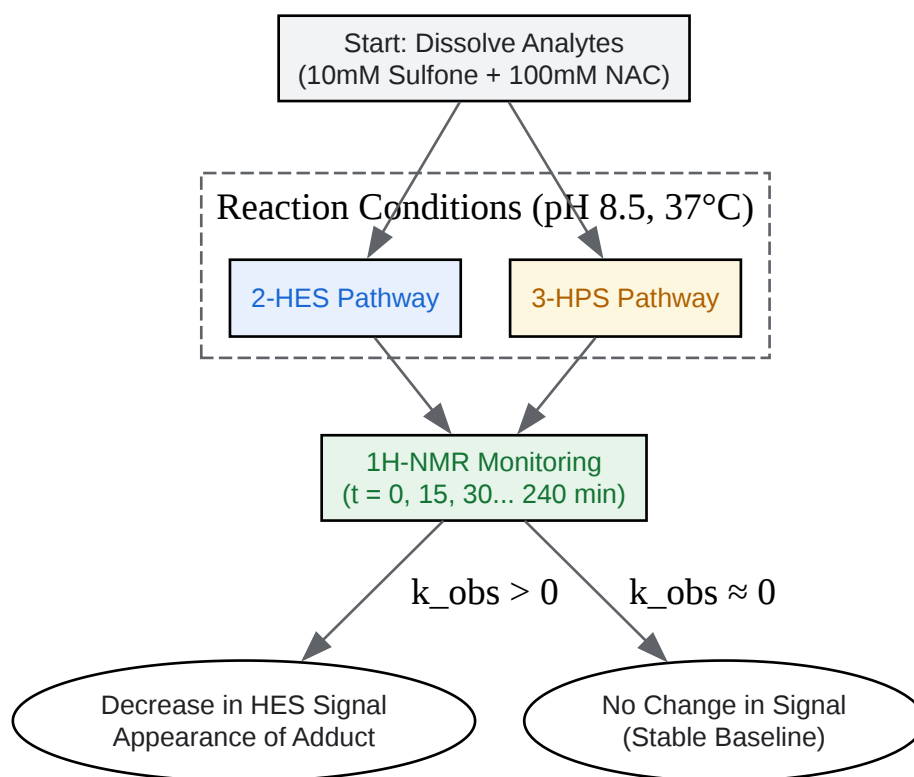 Start: Dissolve Analytes
(10mM Sulfone + 100mM NAC)
Reaction Conditions (pH 8.5, 37°C)
2-HES Pathway
3-HPS Pathway
1H-NMR Monitoring
(t = 0, 15, 30... 240 min)
k_obs > 0
k_obs ≈ 0
Decrease in HES Signal
Appearance of Adduct
No Change in Signal
(Stable Baseline)